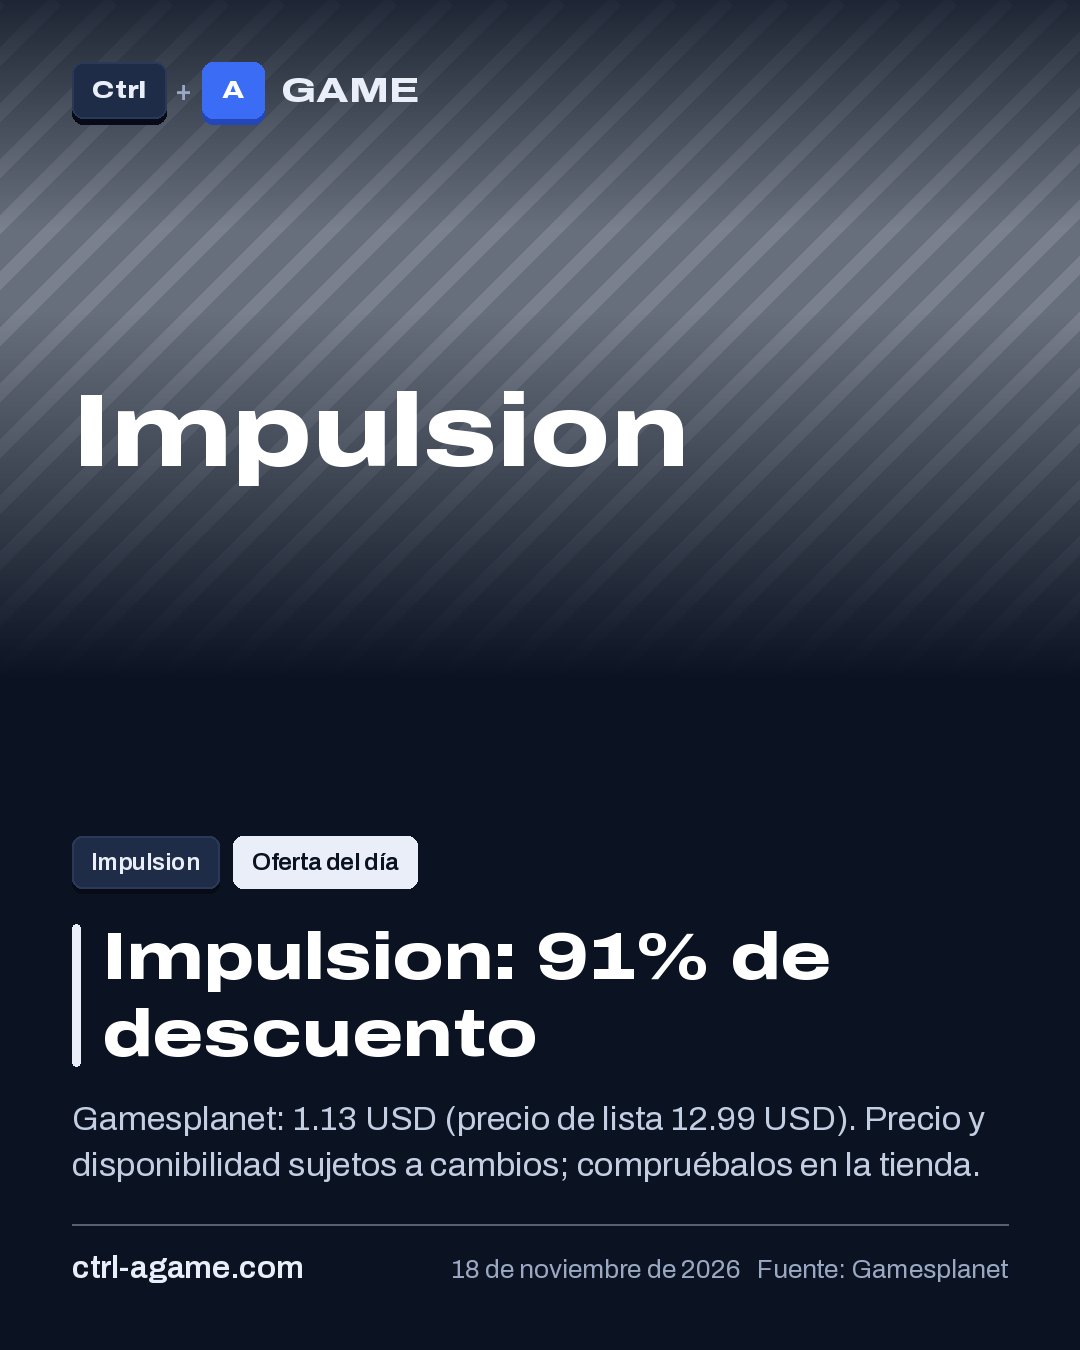 Ctrl + A GAME
Impulsion
Impulsion Oferta del día
Impulsion: 91% de
descuento
Gamesplanet: 1.13 USD (precio de lista 12.99 USD). Precio y
disponibilidad sujetos a cambios; compruébalos en la tienda.
ctrl-agame.com 18 de noviembre de 2026 Fuente: Gamesplanet